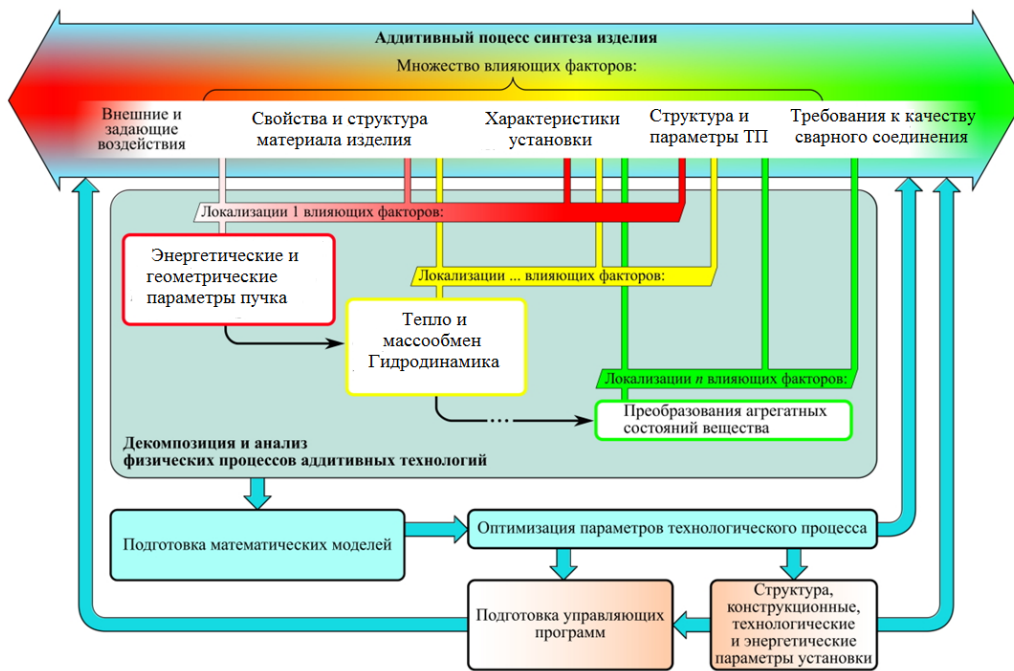 Аддитивный поцесс синтеза изделия
Множество влияющих факторов:
Внешние и
задающие
воздействия
Свойства и структура
материала изделия
Характеристики
установки
Структура и
параметры ТП
Требования к качеству
сварного соединения
Локализации 1 влияющих факторов:
Энергетические и
геометрические
параметры пучка
Локализации ... влияющих факторов:
Тепло и
массообмен
Гидродинамика
Локализации n влияющих факторов:
Преобразования агрегатных
состояний вещества
Декомпозиция и анализ
физических процессов аддитивных технологий
Подготовка математических моделей
Оптимизация параметров технологического процесса
Подготовка управляющих
программ
Структура,
конструкционные,
технологические
и энергетические
параметры установки